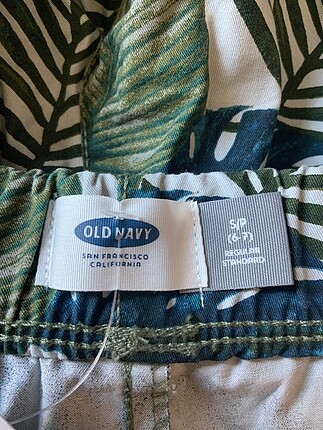 OLD NAVY
SAN FRANCISCO
CALIFORNIA
S/P
(6-7)
REGULAR
STANDARD